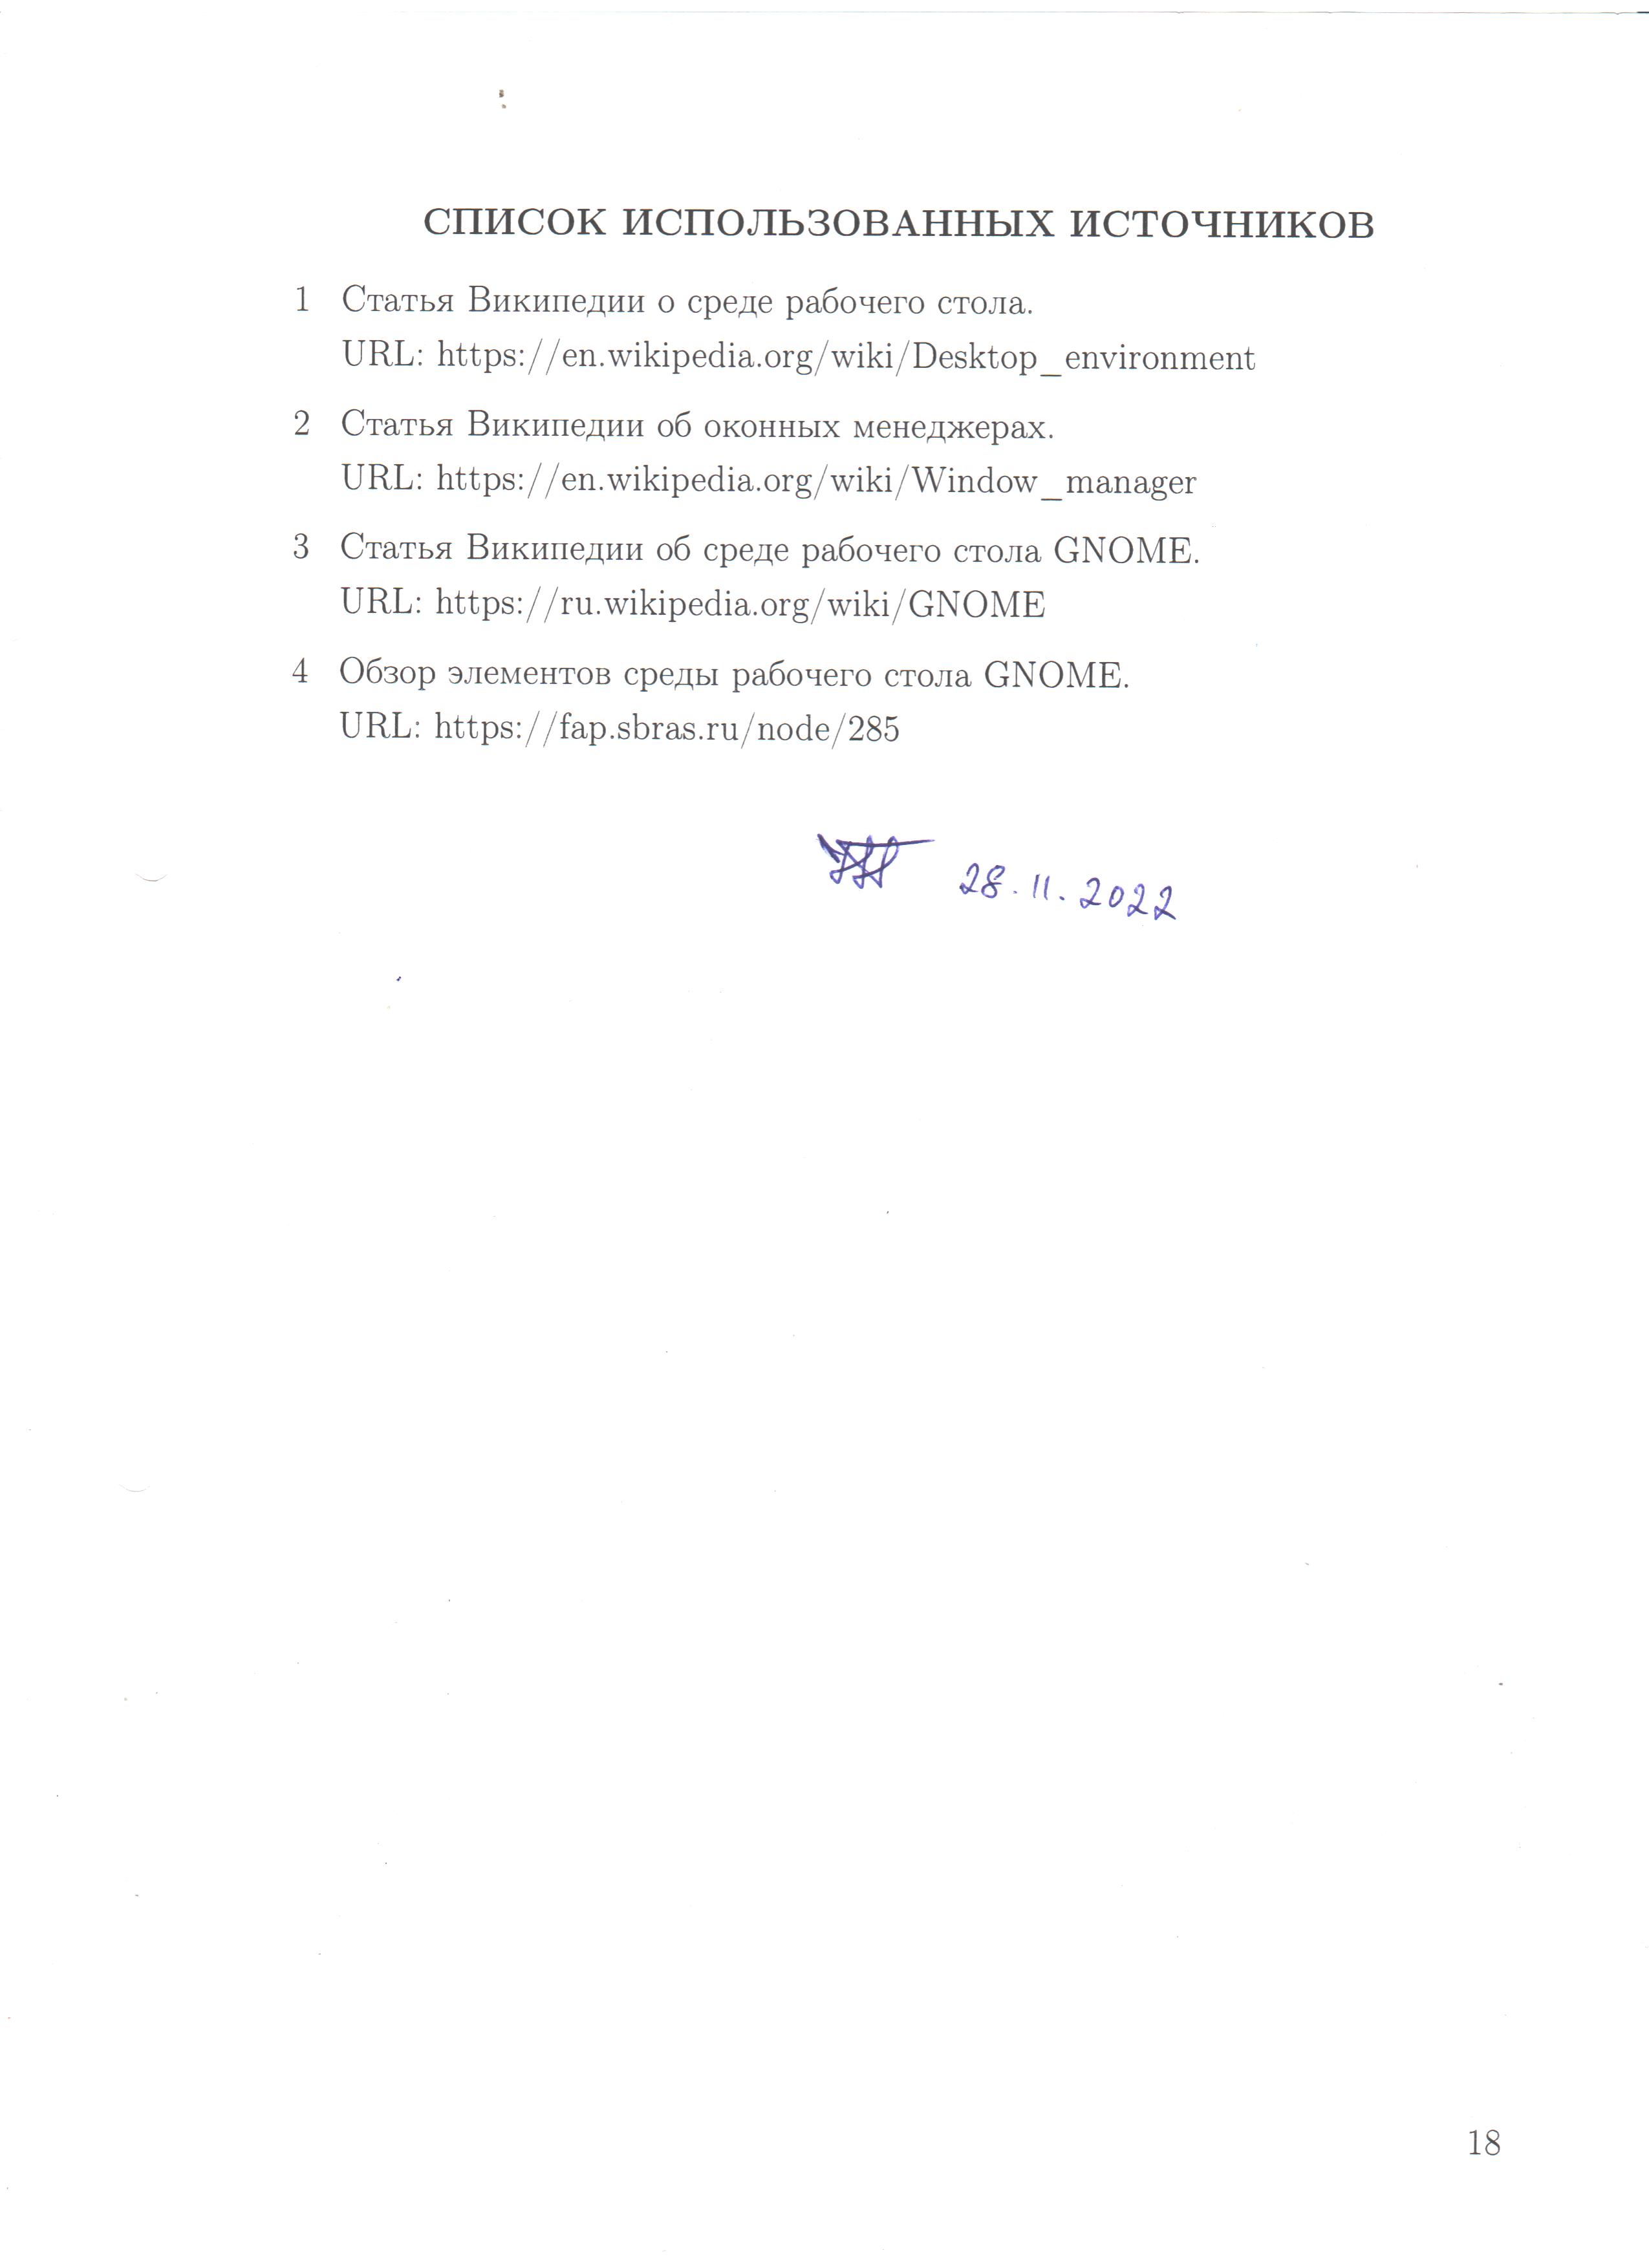 СПИСОК ИСПОЛЬЗОВАННЫХ ИСТОЧНИКОВ
1 Статья Википедии о среде рабочего стола.
URL: https://en.wikipedia.org/wiki/Desktop_environment
2 Статья Википедии об оконных менеджерах.
URL: https://en.wikipedia.org/wiki/Window_manager
3 Статья Википедии об среде рабочего стола GNOME.
URL: https://ru.wikipedia.org/wiki/GNOME
4 Обзор элементов среды рабочего стола GNOME.
URL: https://fap.sbras.ru/node/285
28.11.2022
18